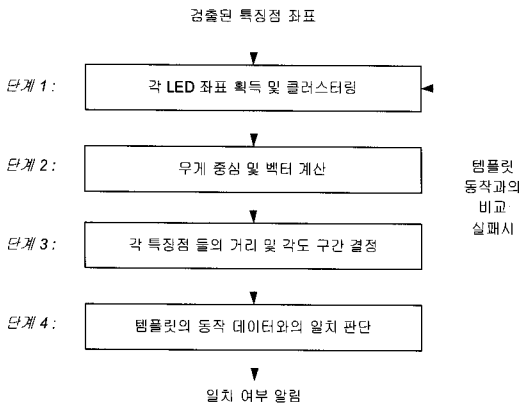 검출된 특징점 좌표
단계 1 :
각 LED 좌표 획득 및 클러스터링
단계 2 :
무게 중심 및 벡터 계산
템플릿
동작과의
비교
실패시
단계 3 :
각 특징점 들의 거리 및 각도 구간 결정
단계 4 :
템플릿의 동작 데이터와의 일치 판단
일치 여부 알림